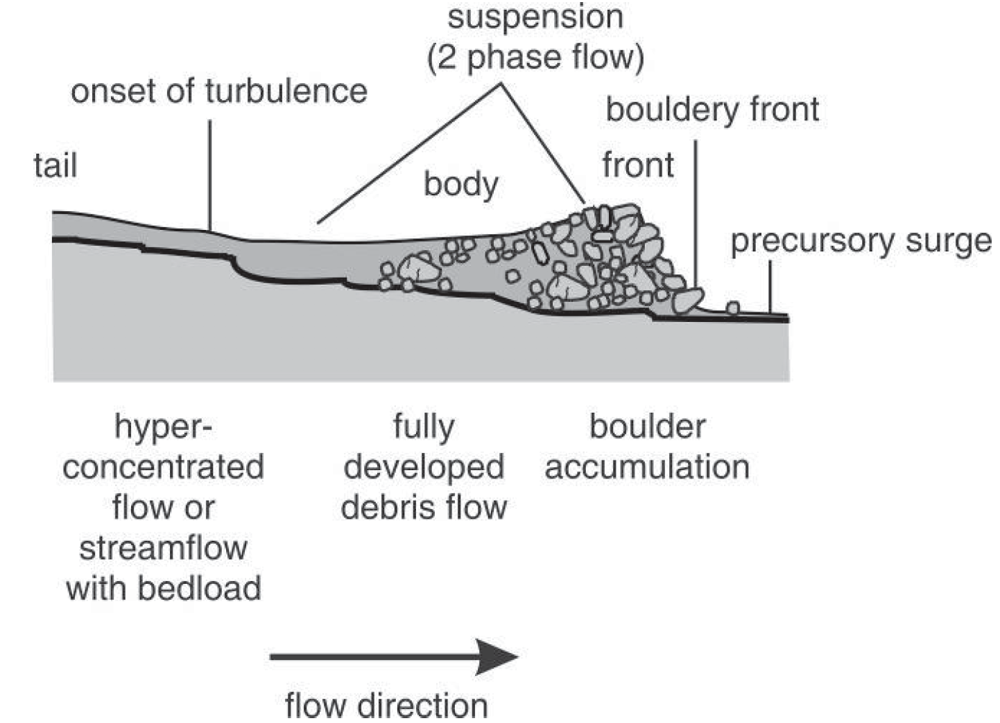 suspension
(2 phase flow)
onset of turbulence
bouldery front
tail
front
body
precursory surge
hyper-
concentrated
flow or
streamflow
with bedload
fully
developed
debris flow
boulder
accumulation
flow direction